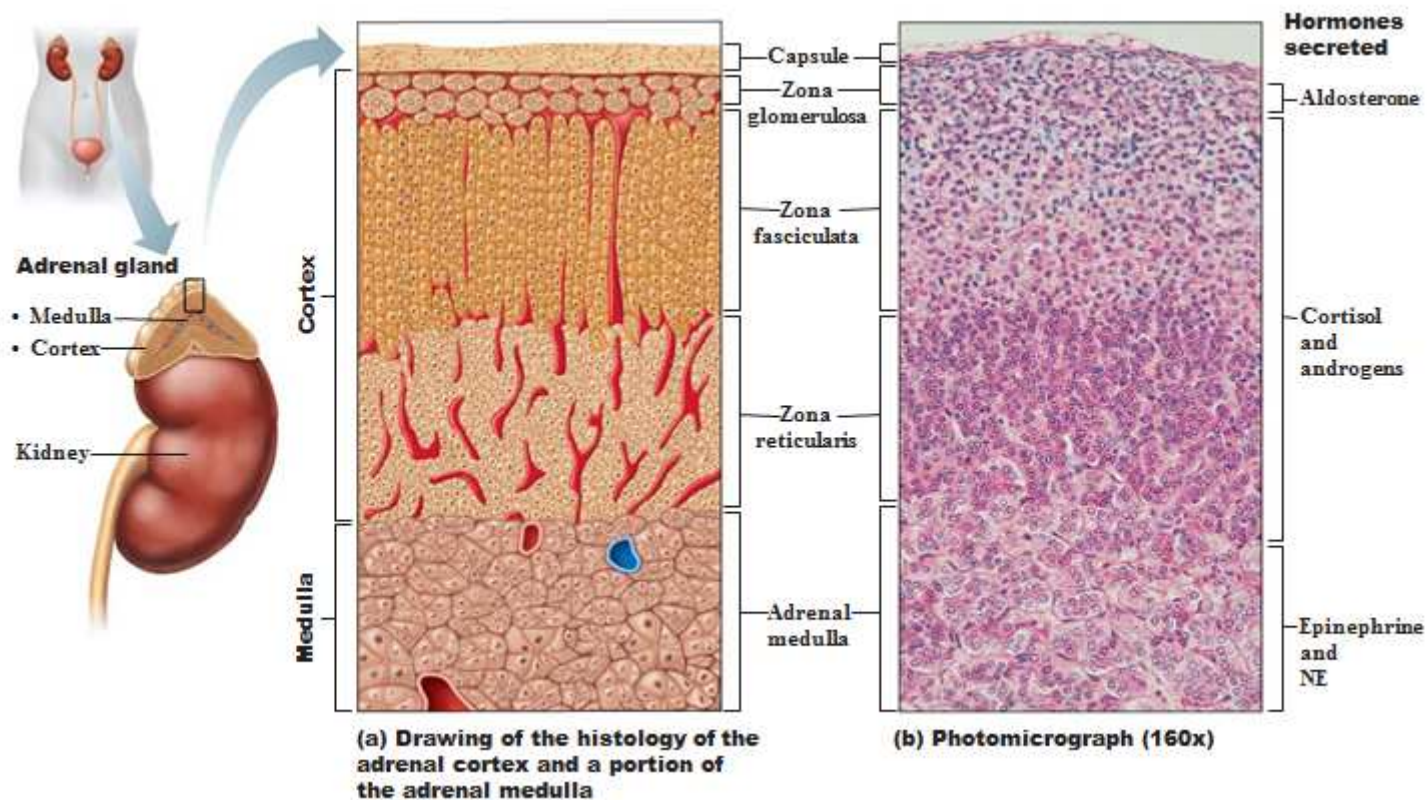 Adrenal gland
• Medulla
• Cortex
Kidney
Cortex
Medulla
Capsule
Zona
glomerulosa
Zona
fasciculata
Zona
reticularis
Adrenal
medulla
Hormones
secreted
Aldosterone
Cortisol
and
androgens
Epinephrine
and
NE
(a) Drawing of the histology of the
adrenal cortex and a portion of
the adrenal medulla
(b) Photomicrograph (160x)